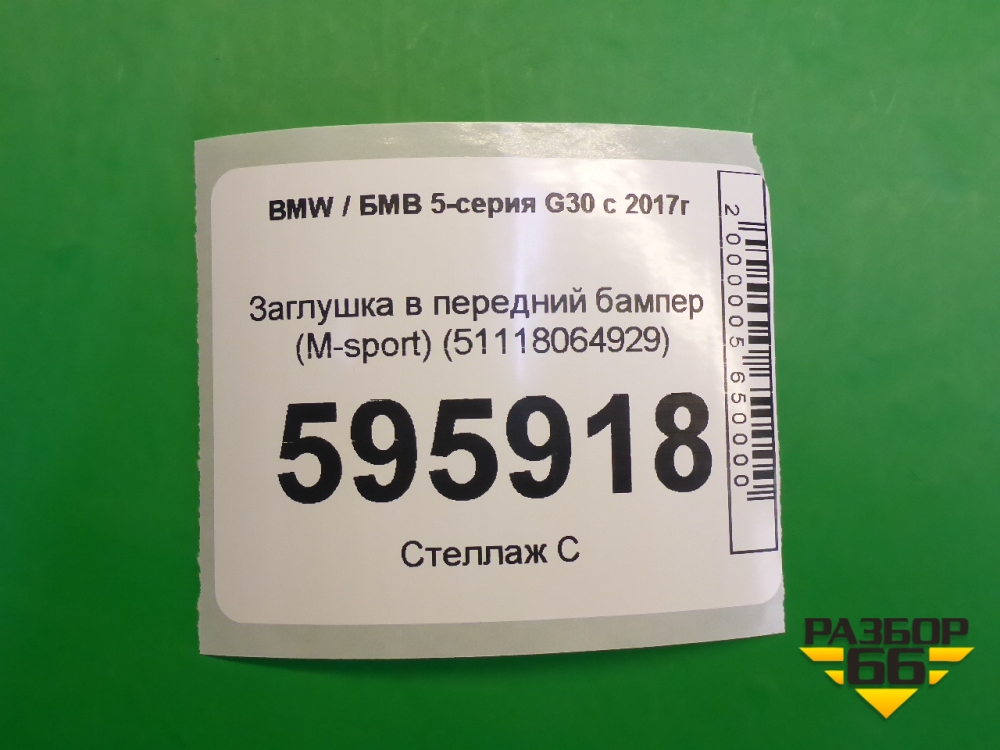 BMW / БМВ 5-серия G30 с 2017г
Заглушка в передний бампер
(M-sport) (51118064929)
595918
Стеллаж С
2000005650000
РАЗБОР
66